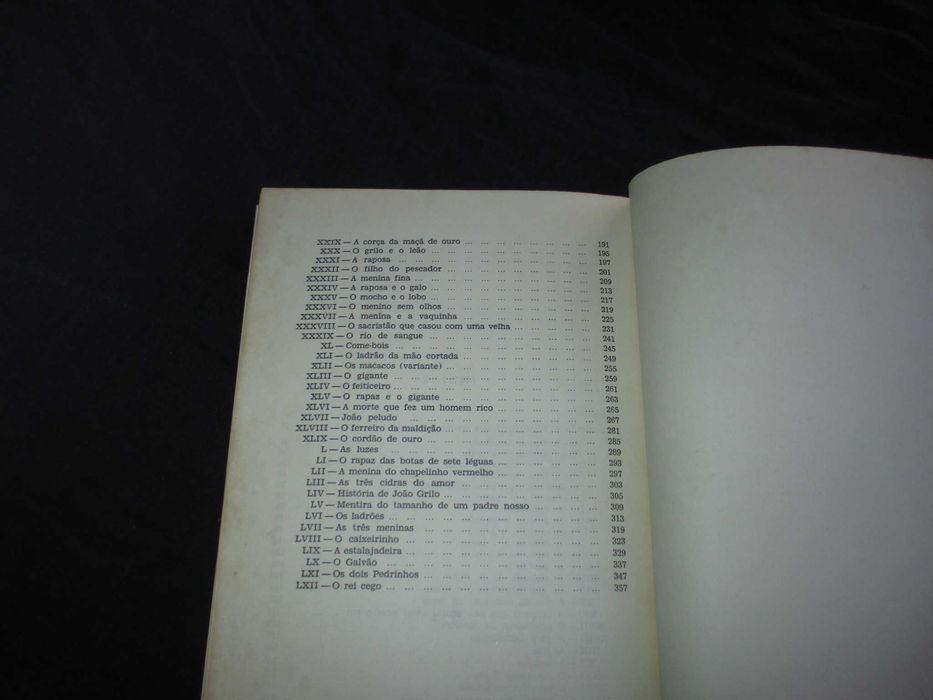 XXIX — A corça da maçã de ouro ... ... ... ... ... ... ... ... 191
XXX — O grilo e o leão ... ... ... ... ... ... ... ... ... ... 195
XXXI — A raposa ... ... ... ... ... ... ... ... ... ... ... ... 197
XXXII — O filho do pescador ... ... ... ... ... ... ... ... ... 201
XXXIII — A menina fina ... ... ... ... ... ... ... ... ... ... ... 209
XXXIV — A raposa e o galo ... ... ... ... ... ... ... ... ... ... 213
XXXV — O mocho e o lobo ... ... ... ... ... ... ... ... ... ... 217
XXXVI — O menino sem olhos ... ... ... ... ... ... ... ... ... 219
XXXVII — A menina e a vaquinha ... ... ... ... ... ... ... ... 225
XXXVIII — O sacristão que casou com uma velha ... ... ... ... ... 231
XXXIX — O rio de sangue ... ... ... ... ... ... ... ... ... ... 241
XL — Come-bois ... ... ... ... ... ... ... ... ... ... ... ... 245
XLI — O ladrão da mão cortada ... ... ... ... ... ... ... ... 249
XLII — Os macacos (variante) ... ... ... ... ... ... ... ... ... 255
XLIII — O gigante ... ... ... ... ... ... ... ... ... ... ... ... 259
XLIV — O feiticeiro ... ... ... ... ... ... ... ... ... ... ... ... 261
XLV — O rapaz e o gigante ... ... ... ... ... ... ... ... ... 263
XLVI — A morte que fez um homem rico ... ... ... ... ... ... 265
XLVII — João peludo ... ... ... ... ... ... ... ... ... ... ... 267
XLVIII — O ferreiro da maldição ... ... ... ... ... ... ... ... ... 281
XLIX — O cordão de ouro ... ... ... ... ... ... ... ... ... ... 285
L — As luzes ... ... ... ... ... ... ... ... ... ... ... ... 289
LI — O rapaz das botas de sete léguas ... ... ... ... ... ... 293
LII — A menina do chapelinho vermelho ... ... ... ... ... ... 297
LIII — As três cidras do amor ... ... ... ... ... ... ... ... 303
LIV — História de João Grilo ... ... ... ... ... ... ... ... ... 305
LV — Mentira do tamanho de um padre nosso ... ... ... ... 309
LVI — Os ladrões ... ... ... ... ... ... ... ... ... ... ... ... 313
LVII — As três meninas ... ... ... ... ... ... ... ... ... ... 319
LVIII — O caixeirinho ... ... ... ... ... ... ... ... ... ... ... 323
LIX — A estalajadeira ... ... ... ... ... ... ... ... ... ... ... 329
LX — O Galvão ... ... ... ... ... ... ... ... ... ... ... ... 337
LXI — Os dois Pedrinhos ... ... ... ... ... ... ... ... ... ... 347
LXII — O rei cego ... ... ... ... ... ... ... ... ... ... ... ... 357